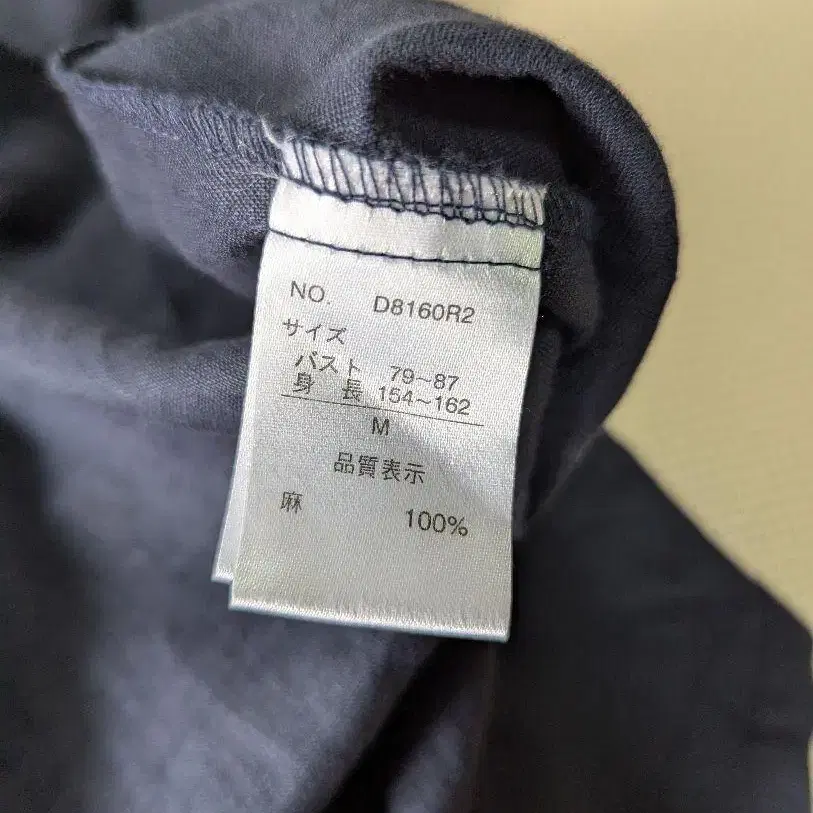 NO. D8160R2
サイズ
バスト 79~87
身長 154~162
M
品質表示
麻 100%